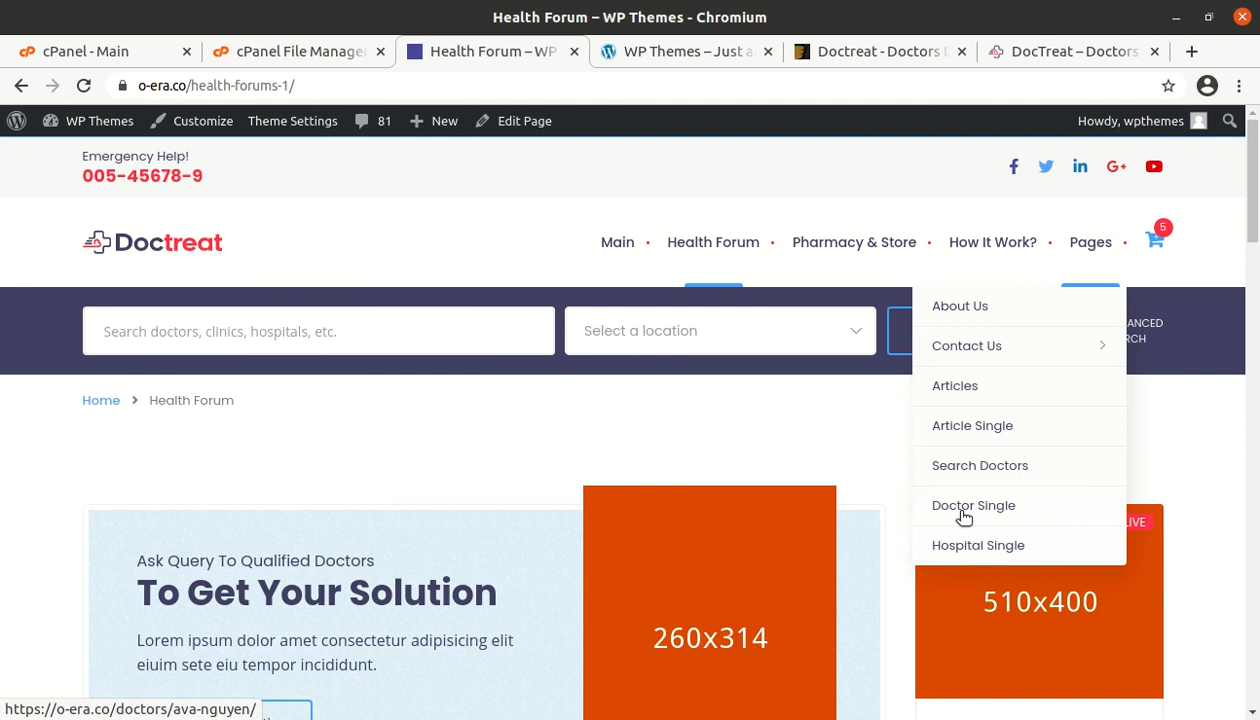 Health Forum – WP Themes - Chromium
cPanel - Main
cPanel File Manager
Health Forum – WP
WP Themes – Just a
Doctreat - Doctors D
DocTreat – Doctors
o-era.co/health-forums-1/
WP Themes
Customize
Theme Settings
81
New
Edit Page
Howdy, wpthemes
Emergency Help!
005-45678-9
Doctreat
Main
Health Forum
Pharmacy & Store
How It Work?
Pages
5
Search doctors, clinics, hospitals, etc.
Select a location
ANCED
RCH
About Us
Contact Us
Articles
Article Single
Search Doctors
Doctor Single
Hospital Single
Home > Health Forum
Ask Query To Qualified Doctors
To Get Your Solution
Lorem ipsum dolor amet consectetur adipisicing elit
eiuim sete eiu tempor incididunt.
260x314
LIVE
510x400
https://o-era.co/doctors/ava-nguyen/